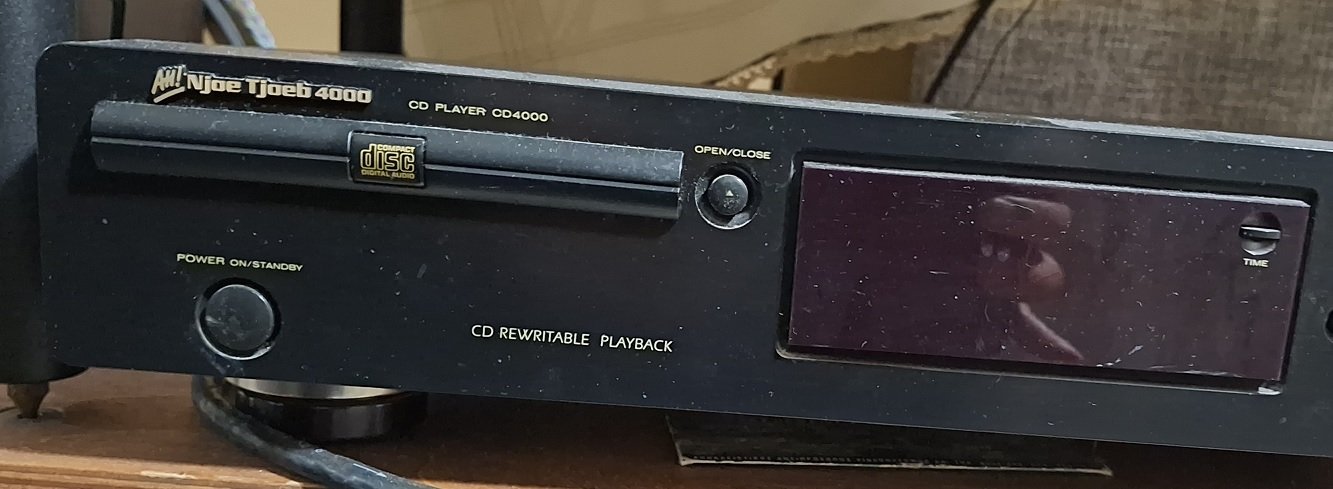 AH! Njoe Tjoeb 4000
CD PLAYER CD4000
COMPACT
disc
DIGITAL AUDIO
OPEN/CLOSE
TIME
POWER ON/STANDBY
CD REWRITABLE PLAYBACK